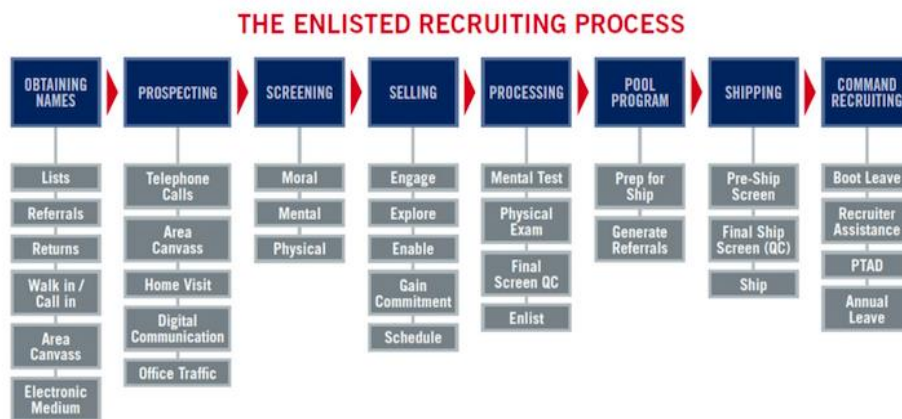 THE ENLISTED RECRUITING PROCESS
OBTAINING
NAMES
PROSPECTING
SCREENING
SELLING
PROCESSING
POOL
PROGRAM
SHIPPING
COMMAND
RECRUITING
Lists
Referrals
Returns
Walk in /
Call in
Area
Canvass
Electronic
Medium
Telephone
Calls
Area
Canvass
Home Visit
Digital
Communication
Office Traffic
Moral
Mental
Physical
Engage
Explore
Enable
Gain
Commitment
Schedule
Mental Test
Physical
Exam
Final
Screen QC
Enlist
Prep for
Ship
Generate
Referrals
Pre-Ship
Screen
Final Ship
Screen (QC)
Ship
Boot Leave
Recruiter
Assistance
PTAD
Annual
Leave